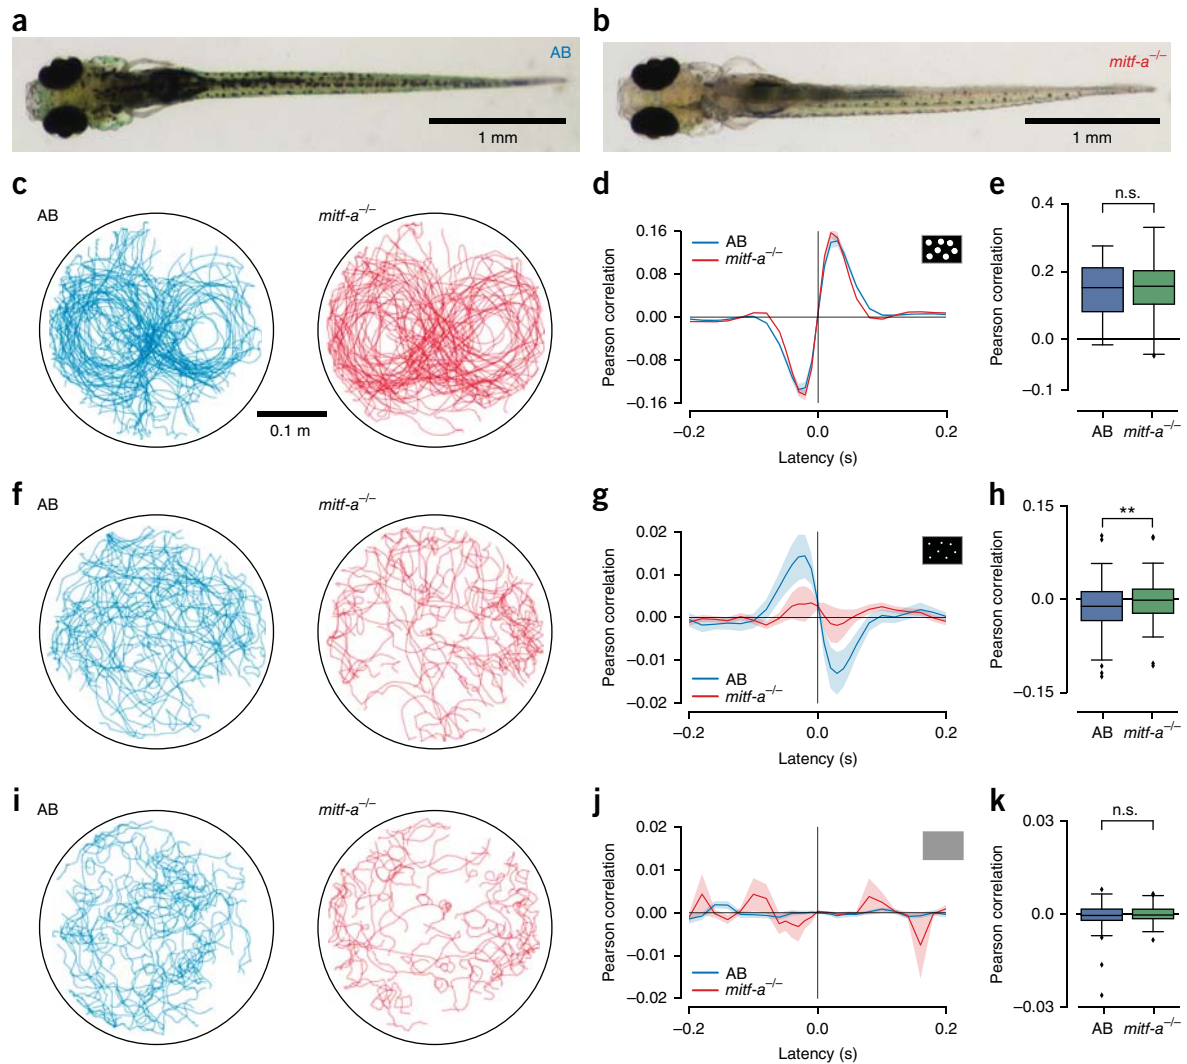 a
AB
1 mm
b
mitf-a−/−
1 mm
c
AB
mitf-a−/−
0.1 m
d
Pearson correlation
0.16
0.08
0.00
−0.08
−0.16
AB
mitf-a−/−
−0.2
0.0
0.2
Latency (s)
e
Pearson correlation
0.4
0.2
0.0
−0.1
n.s.
AB
mitf-a−/−
f
AB
mitf-a−/−
g
Pearson correlation
0.02
0.01
0.00
−0.01
−0.02
AB
mitf-a−/−
−0.2
0.0
0.2
Latency (s)
h
Pearson correlation
0.15
0.0
−0.15
**
AB
mitf-a−/−
i
AB
mitf-a−/−
j
Pearson correlation
0.02
0.01
0.00
−0.01
−0.02
AB
mitf-a−/−
−0.2
0.0
0.2
Latency (s)
k
Pearson correlation
0.03
0.0
−0.03
n.s.
AB
mitf-a−/−